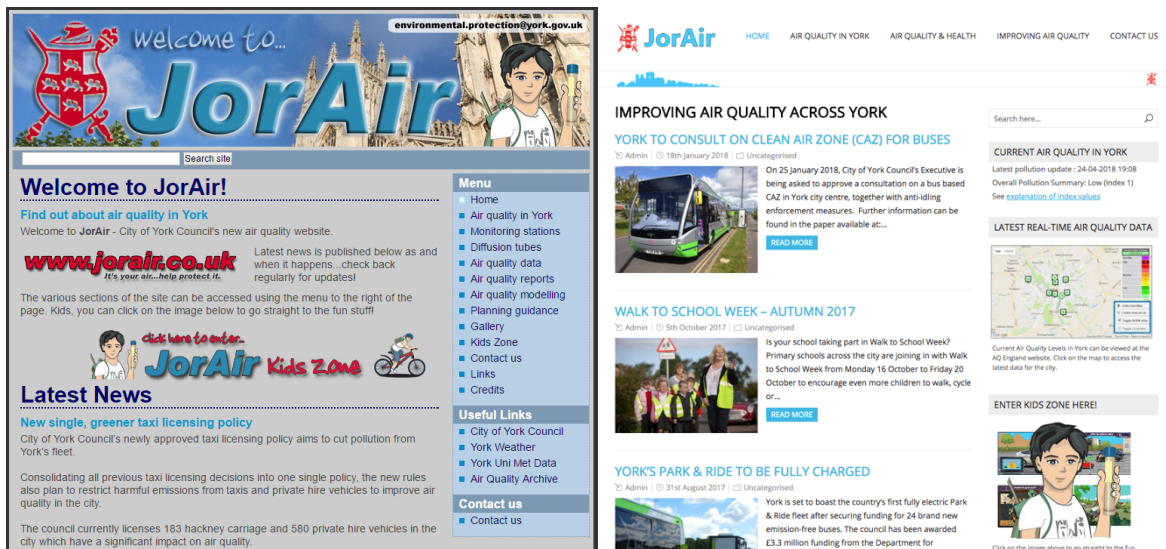 environmental.protection@york.gov.uk
welcome to...
JorAir
Search site
Welcome to JorAir!
Find out about air quality in York
Welcome to JorAir - City of York Council's new air quality website.
www.jorair.co.uk
It's your air...help protect it.
Latest news is published below as and
when it happens...check back
regularly for updates!
The various sections of the site can be accessed using the menu to the right of the
page. Kids, you can click on the image below to go straight to the fun stuff!
click here to enter...
JorAir Kids Zone
Latest News
New single, greener taxi licensing policy
City of York Council's newly approved taxi licensing policy aims to cut pollution from
York's fleet.
Consolidating all previous taxi licensing decisions into one single policy, the new rules
also plan to restrict harmful emissions from taxis and private hire vehicles to improve air
quality in the city.
The council currently licenses 183 hackney carriage and 580 private hire vehicles in the
city which have a significant impact on air quality.
Menu
Home
Air quality in York
Monitoring stations
Diffusion tubes
Air quality data
Air quality reports
Air quality modelling
Planning guidance
Gallery
Kids Zone
Contact us
Links
Credits
Useful Links
City of York Council
York Weather
York Uni Met Data
Air Quality Archive
Contact us
Contact us
JorAir
HOME
AIR QUALITY IN YORK
AIR QUALITY & HEALTH
IMPROVING AIR QUALITY
CONTACT US
IMPROVING AIR QUALITY ACROSS YORK
YORK TO CONSULT ON CLEAN AIR ZONE (CAZ) FOR BUSES
Admin 18th January 2018 Uncategorised
On 25 January 2018, City of York Council's Executive is
being asked to approve a consultation on a bus based
CAZ in York city centre, together with anti-idling
enforcement measures. Further information can be
found in the paper available at:...
READ MORE
WALK TO SCHOOL WEEK – AUTUMN 2017
Admin 5th October 2017 Uncategorised
Is your school taking part in Walk to School Week?
Primary schools across the city are joining in with Walk
to School Week from Monday 16 October to Friday 20
October to encourage even more children to walk, cycle
or...
READ MORE
YORK'S PARK & RIDE TO BE FULLY CHARGED
Admin 31st August 2017 Uncategorised
York is set to boast the country's first fully electric Park
& Ride fleet after securing funding for 24 brand new
emission-free buses. The council has been awarded
£3.3 million funding from the Department for
Search here...
CURRENT AIR QUALITY IN YORK
Latest pollution update : 24-04-2018 19:08
Overall Pollution Summary: Low (Index 1)
See explanation of index values
LATEST REAL-TIME AIR QUALITY DATA
Current Air Quality Levels in York can be viewed at the
AQ England website. Click on the map to access the
latest data for the city.
ENTER KIDS ZONE HERE!
Click on the image above to go straight to the fun